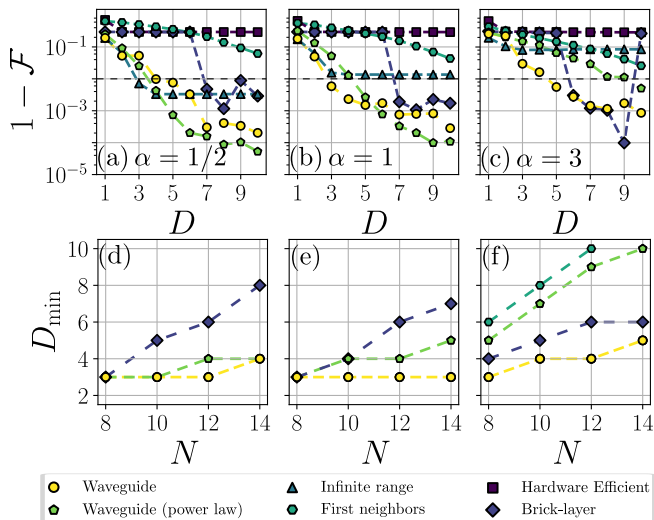 1 − F
10⁻¹
10⁻³
10⁻⁵
(a) α = 1/2
(b) α = 1
(c) α = 3
1 3 5 7 9
1 3 5 7 9
1 3 5 7 9
D
D
D
D_min
10
8
6
4
2
(d)
(e)
(f)
8 10 12 14
8 10 12 14
8 10 12 14
N
N
N
Waveguide
Infinite range
Hardware Efficient
Waveguide (power law)
First neighbors
Brick-layer